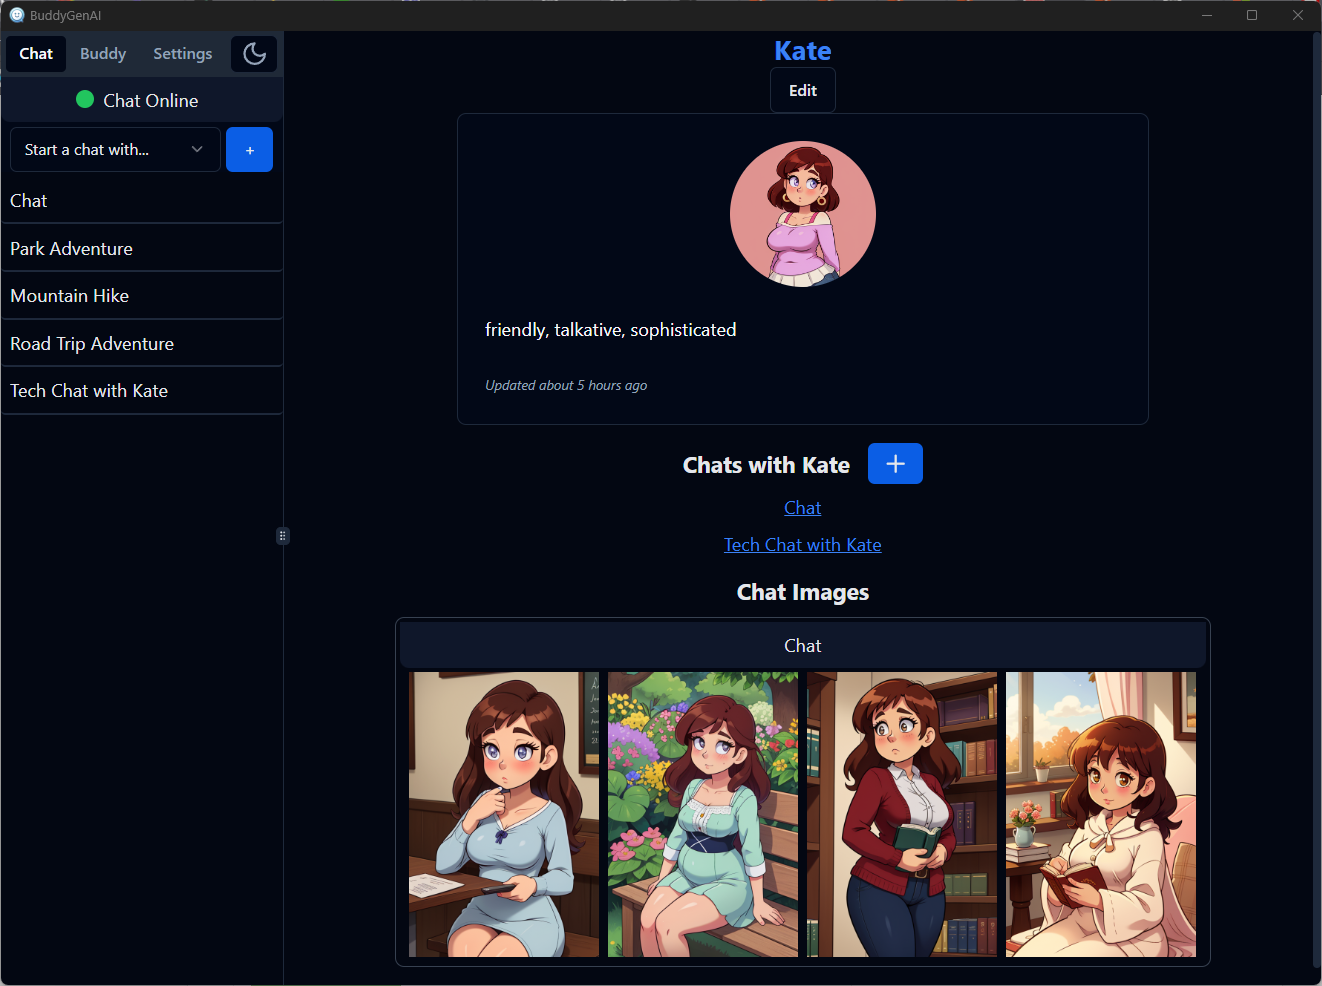 BuddyGenAI
Chat Buddy Settings
Chat Online
Start a chat with...
+
Chat
Park Adventure
Mountain Hike
Road Trip Adventure
Tech Chat with Kate
Kate
Edit
friendly, talkative, sophisticated
Updated about 5 hours ago
Chats with Kate
Chat
Tech Chat with Kate
Chat Images
Chat